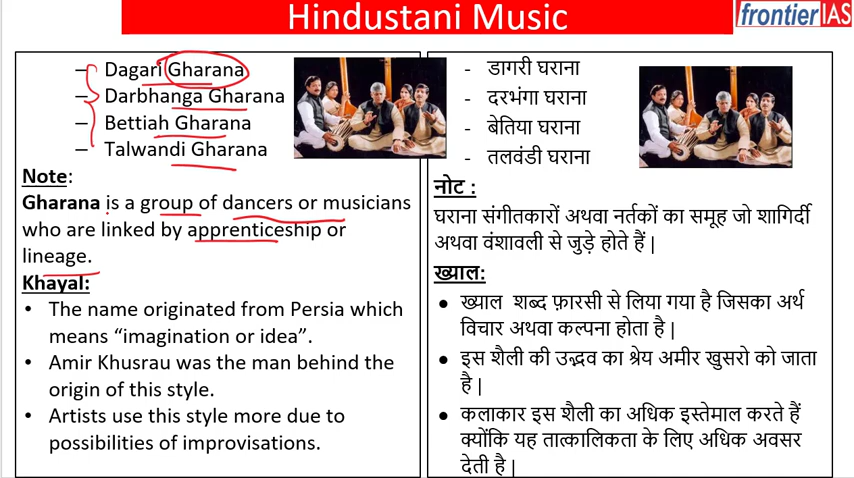 Hindustani Music
frontierIAS
– Dagari Gharana
– Darbhanga Gharana
– Bettiah Gharana
– Talwandi Gharana
Note:
Gharana is a group of dancers or musicians
who are linked by apprenticeship or
lineage.
Khayal:
• The name originated from Persia which
means “imagination or idea”.
• Amir Khusrau was the man behind the
origin of this style.
• Artists use this style more due to
possibilities of improvisations.
- डागरी घराना
- दरभंगा घराना
- बेतिया घराना
- तलवंडी घराना
नोट :
घराना संगीतकारों अथवा नर्तकों का समूह जो शागिर्दी
अथवा वंशावली से जुड़े होते हैं |
ख्याल:
● ख्याल शब्द फ़ारसी से लिया गया है जिसका अर्थ
विचार अथवा कल्पना होता है |
● इस शैली की उद्भव का श्रेय अमीर खुसरो को जाता
है |
● कलाकार इस शैली का अधिक इस्तेमाल करते हैं
क्योंकि यह तात्कालिकता के लिए अधिक अवसर
देती है |